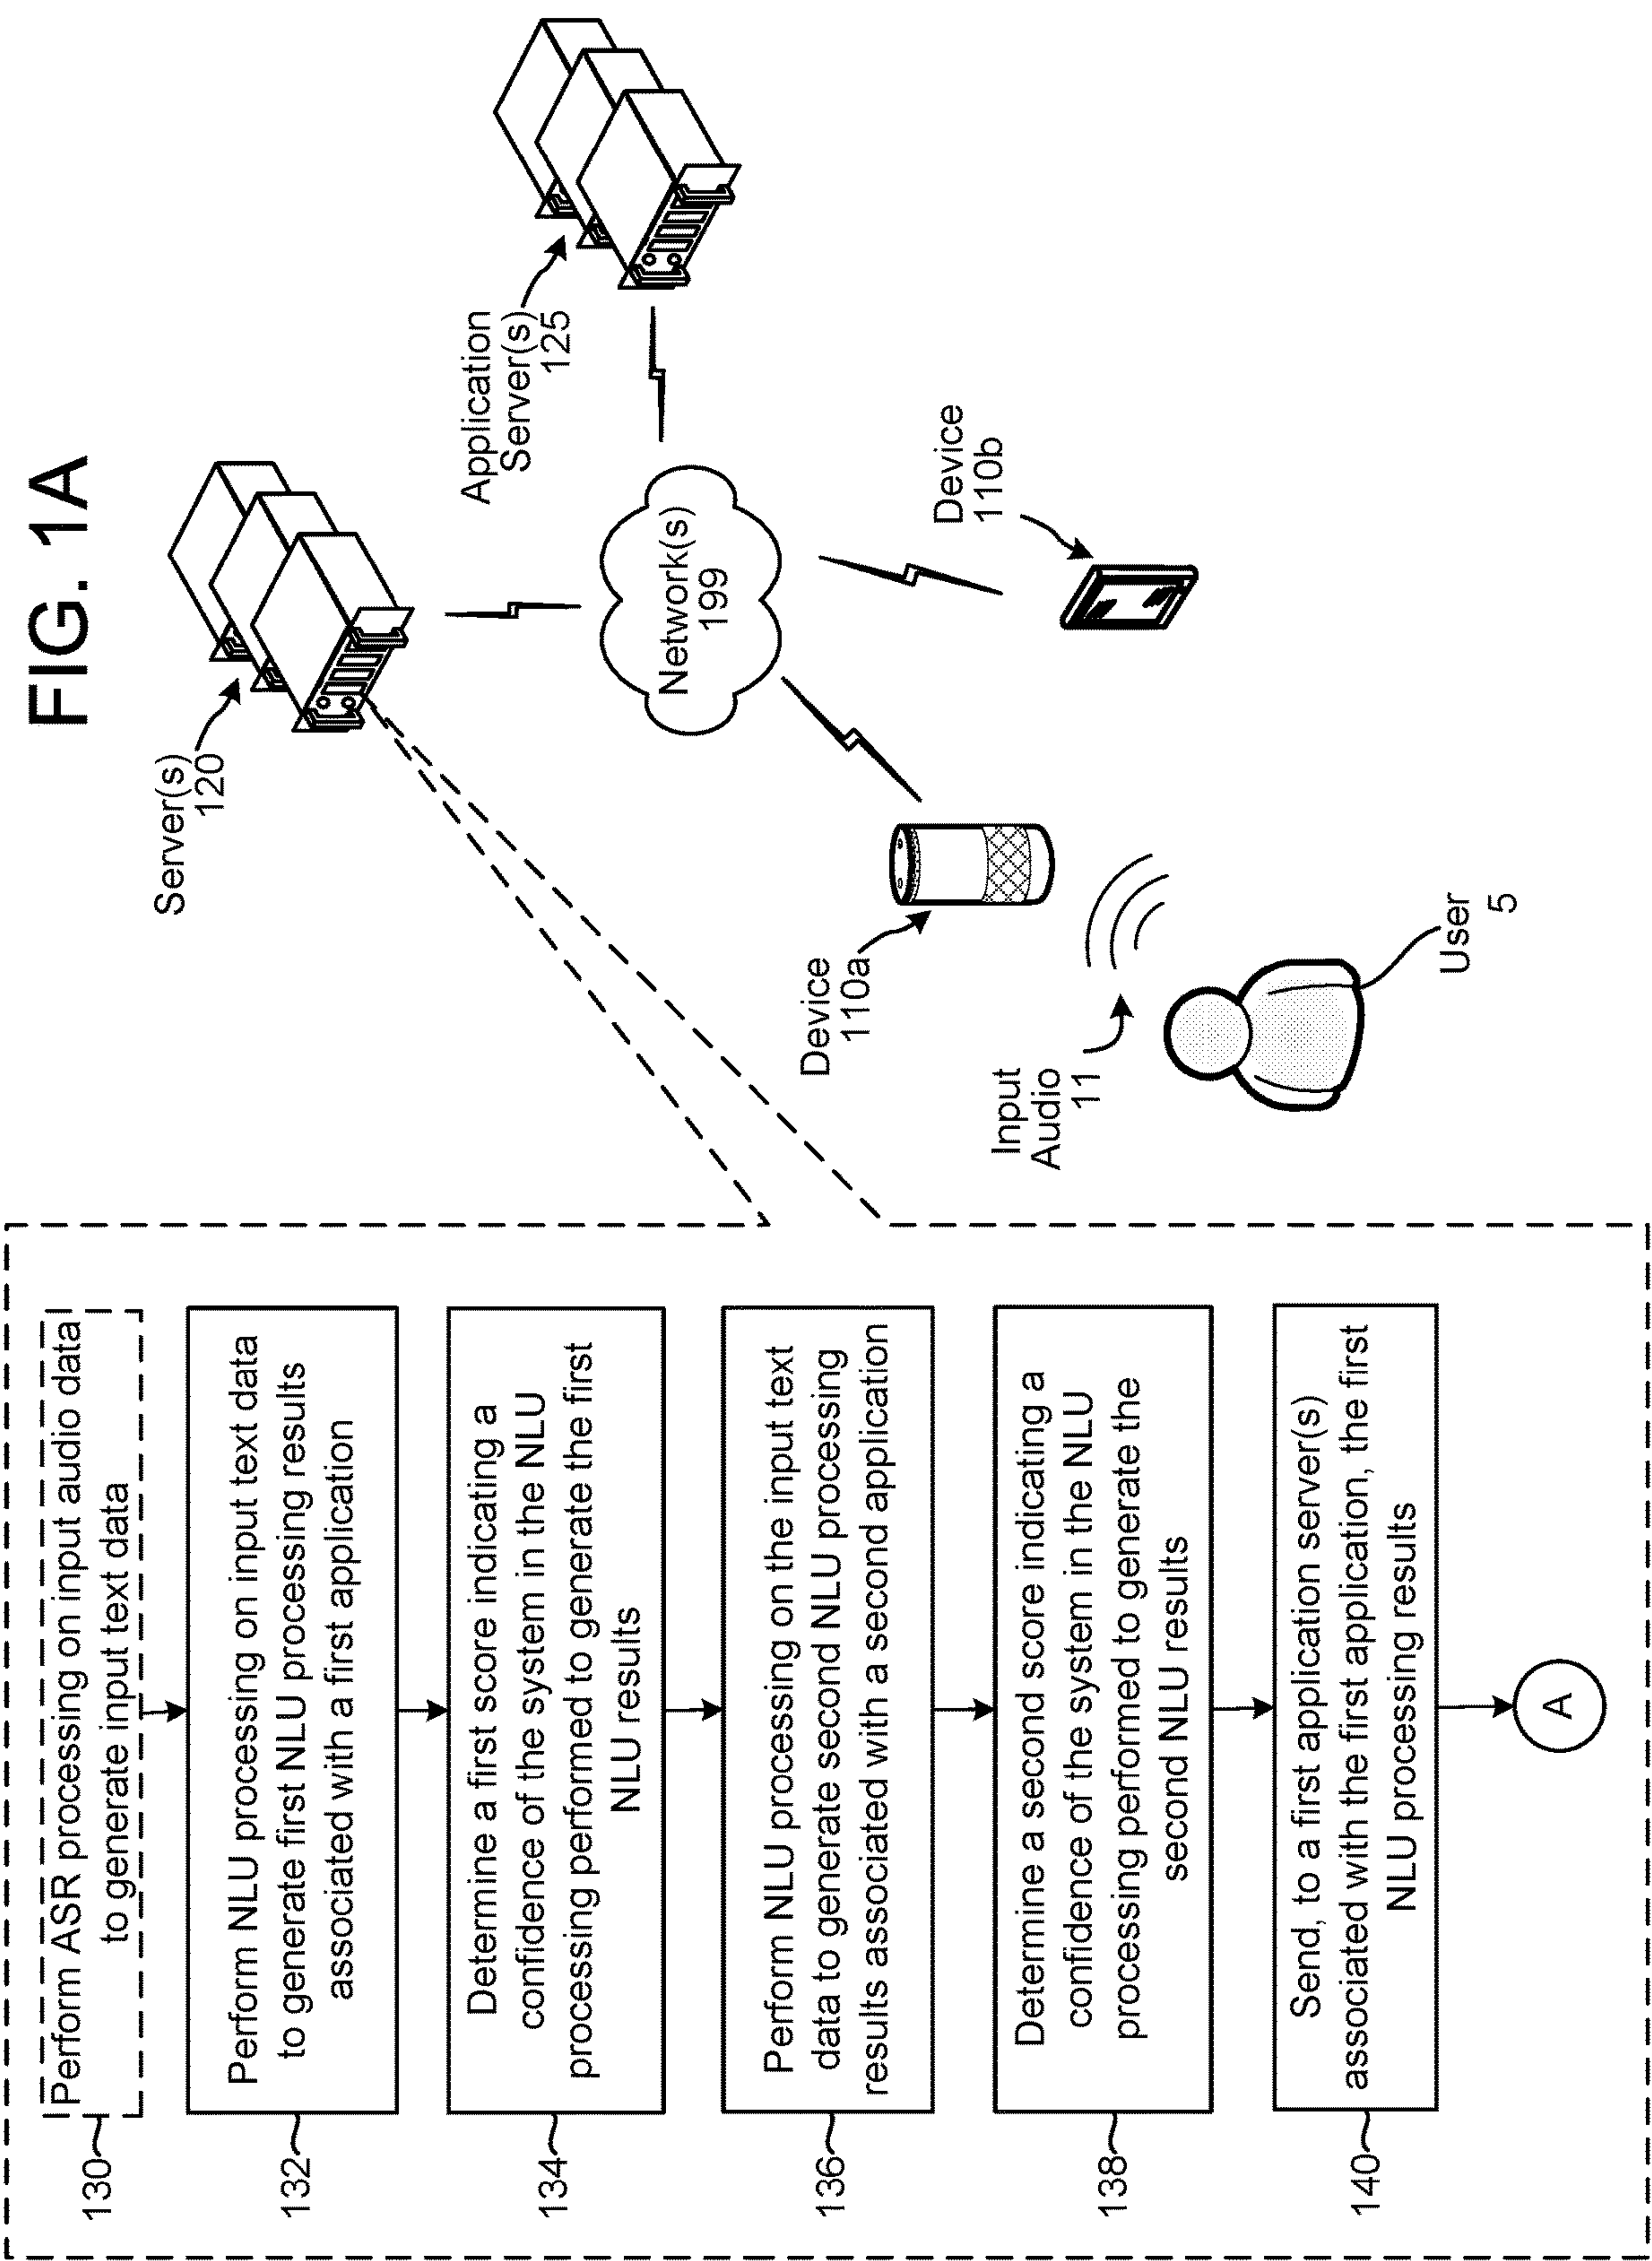 FIG. 1A
130
Perform ASR processing on input audio data
to generate input text data
132
Perform NLU processing on input text data
to generate first NLU processing results
associated with a first application
134
Determine a first score indicating a
confidence of the system in the NLU
processing performed to generate the first
NLU results
136
Perform NLU processing on the input text
data to generate second NLU processing
results associated with a second application
138
Determine a second score indicating a
confidence of the system in the NLU
processing performed to generate the
second NLU results
140
Send, to a first application server(s)
associated with the first application, the first
NLU processing results
A
Server(s)
120
Application
Server(s)
125
Network(s)
199
Device
110a
Device
110b
Input
Audio
11
User
5